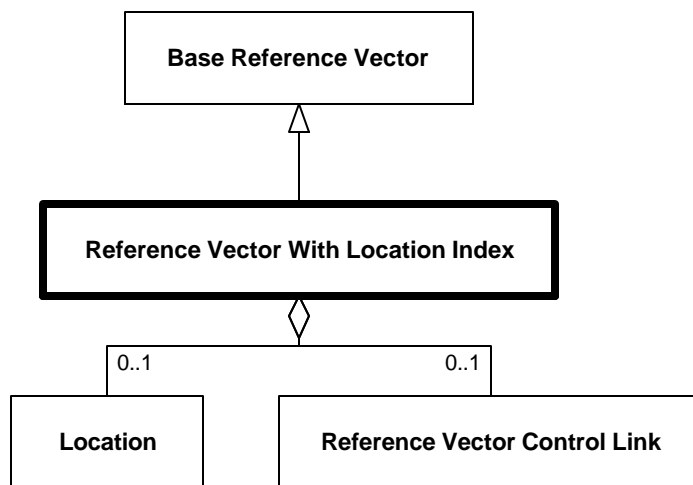 Base Reference Vector
Reference Vector With Location Index
0..1
0..1
Location
Reference Vector Control Link